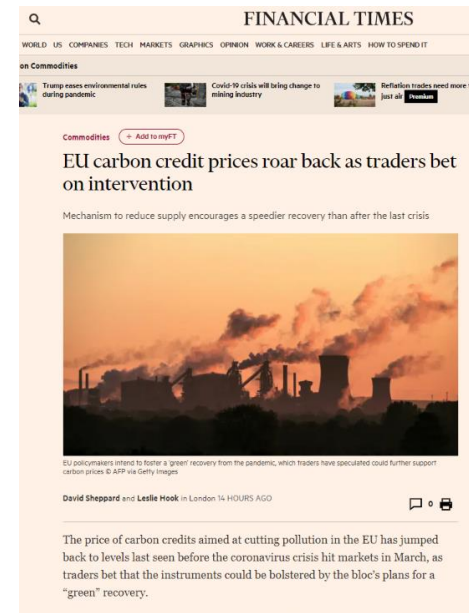 FINANCIAL TIMES
WORLD US COMPANIES TECH MARKETS GRAPHICS OPINION WORK & CAREERS LIFE & ARTS HOW TO SPEND IT
on Commodities
Trump eases environmental rules
during pandemic
Covid-19 crisis will bring change to
mining industry
Reflation trades need more
just air Premium
Commodities + Add to myFT
EU carbon credit prices roar back as traders bet
on intervention
Mechanism to reduce supply encourages a speedier recovery than after the last crisis
EU policymakers intend to foster a 'green' recovery from the pandemic, which traders have speculated could further support
carbon prices © AFP via Getty Images
David Sheppard and Leslie Hook in London 14 HOURS AGO
0
The price of carbon credits aimed at cutting pollution in the EU has jumped
back to levels last seen before the coronavirus crisis hit markets in March, as
traders bet that the instruments could be bolstered by the bloc's plans for a
“green” recovery.